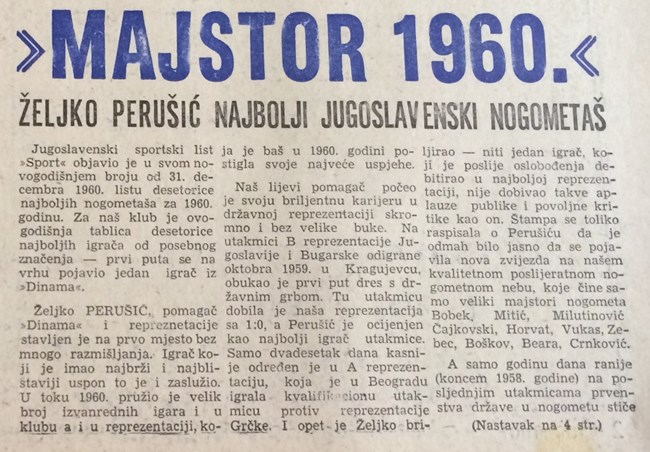 »MAJSTOR 1960.«
ŽELJKO PERUŠIĆ NAJBOLJI JUGOSLAVENSKI NOGOMETAŠ
Jugoslavenski sportski list
»Sport« objavio je u svom no-
vogodišnjem broju od 31. de-
cembra 1960. listu desetorice
najboljih nogometaša za 1960.
godinu. Za naš klub je ovo-
godišnja tablica desetorice
najboljih igrača od posebnog
značenja — prvi puta se na
vrhu pojavio jedan igrač iz
»Dinama«.
Željko PERUŠIĆ, pomagač
»Dinama« i repreznetacije
stavljen je na prvo mjesto bez
mnogo razmišljanja. Igrač ko-
ji je imao najbrži i najbli-
staviji uspon to je i zaslužio.
U toku 1960. pružio je velik
broj izvanrednih igara i u
klubu a i u reprezentaciji, ko-
ja je baš u 1960. godini po-
stigla svoje najveće uspjehe.
Naš lijevi pomagač počeo
je svoju briljentnu karijeru u
državnoj reprezentaciji skro-
mno i bez velike buke. Na
utakmici B reprezentacije Ju-
goslavije i Bugarske odigrane
oktobra 1959. u Kragujevcu,
obukao je prvi put dres s dr-
žavnim grbom. Tu utakmicu
dobila je naša reprezentacija
sa 1:0, a Perušić je ocijenjen
kao najbolji igrač utakmice.
Samo dvadesetak dana kasni-
je određen je u A reprezen-
taciju, koja je u Beogradu
igrala kvalifikacionu utak-
micu protiv reprezentacije
Grčke. I opet je Željko bri-
ljirao — niti jedan igrač, ko-
ji je poslije oslobođenja de-
bitirao u najboljoj reprezen-
taciji, nije dobivao takve ap-
lauze publike i povoljne kri-
tike kao on. Štampa se toliko
raspisala o Perušiću da je
odmah bilo jasno da se poja-
vila nova zvijezda na našem
kvalitetnom poslijeratnom no-
gometnom nebu, koje čine sa-
mo veliki majstori nogometa
Bobek, Mitić, Milutinović
Čajkovski, Horvat, Vukas, Ze-
bec, Boškov, Beara, Crnković.
A samo godinu dana ranije
(koncem 1958. godine) na po-
sljednjim utakmicama prven-
stva države u nogometu stiče
(Nastavak na 4 str.)